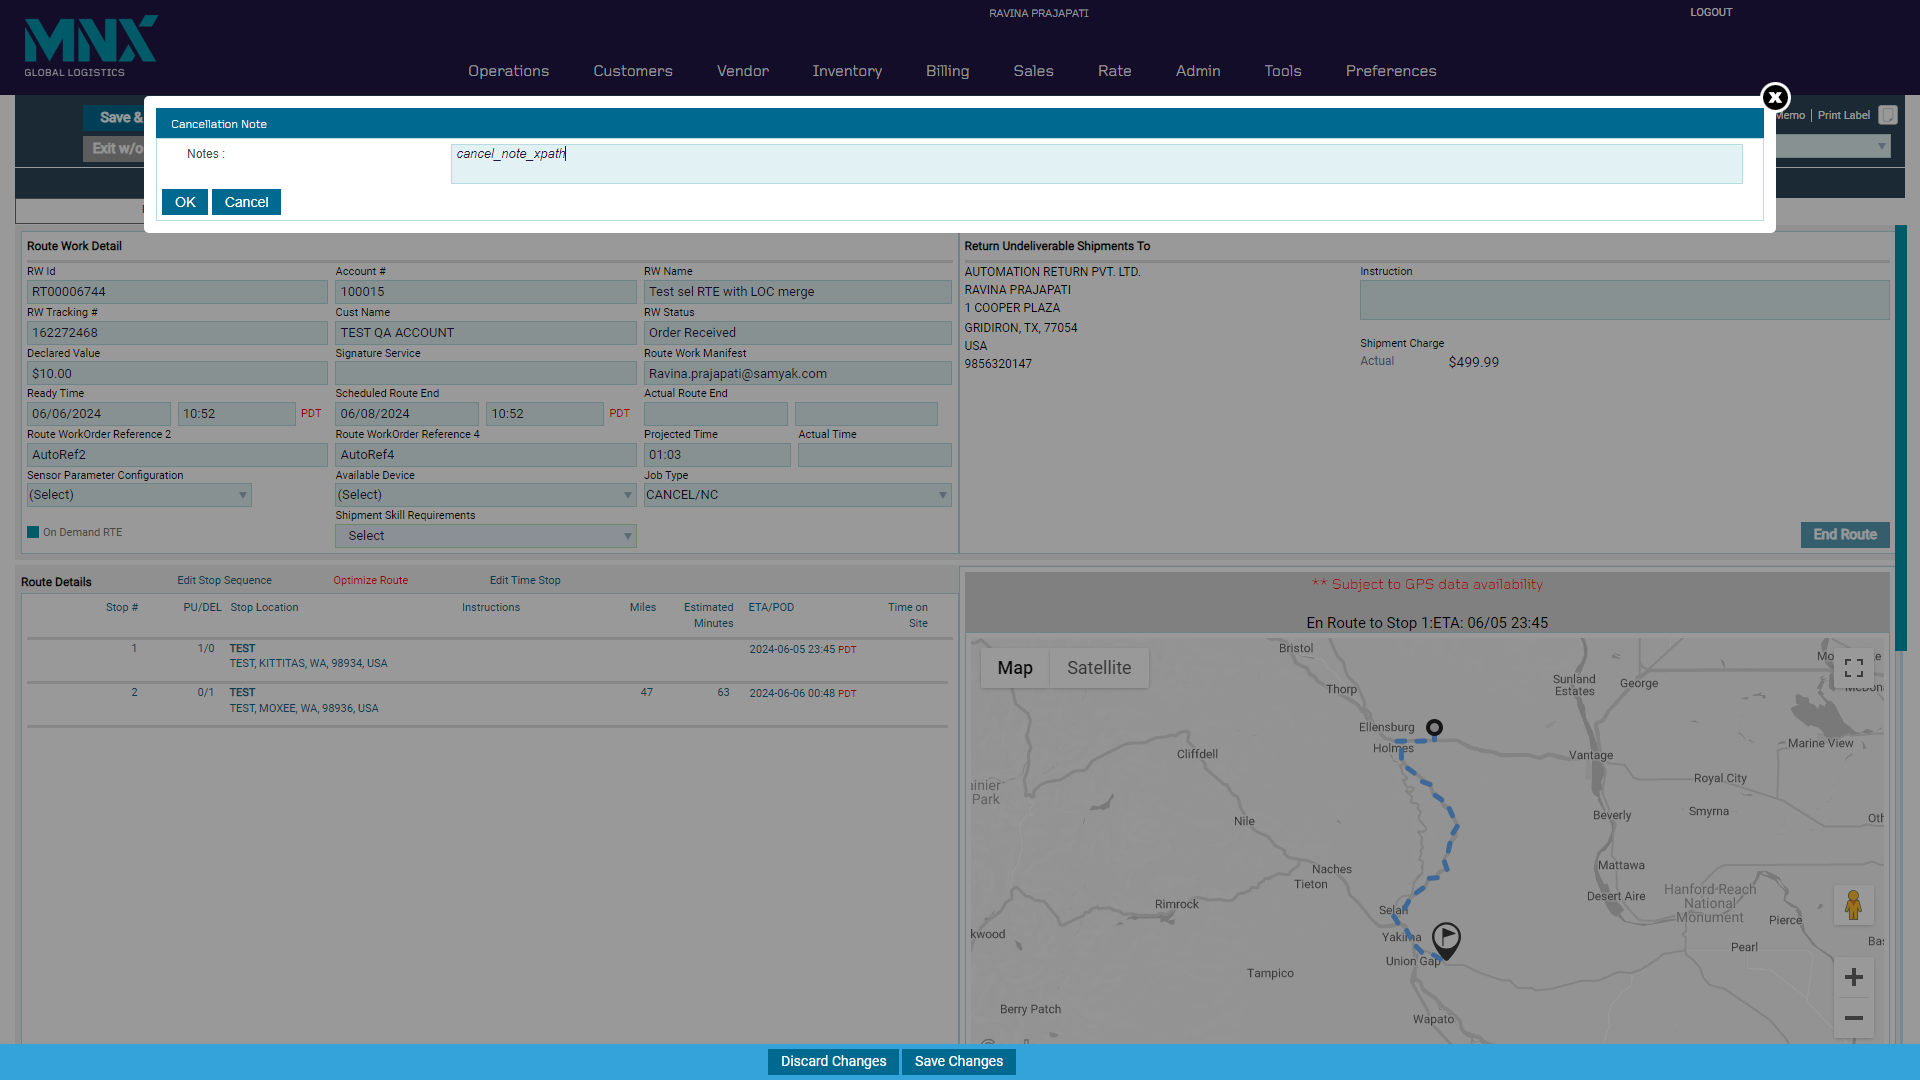 MNX
GLOBAL LOGISTICS
RAVINA PRAJAPATI
LOGOUT
Operations Customers Vendor Inventory Billing Sales Rate Admin Tools Preferences
Save &
Exit w/o
Memo | Print Label
Cancellation Note
Notes :
cancel_note_xpath
OK Cancel
Route Work Detail
RW Id Account # RW Name
RT00006744 100015 Test sel RTE with LOC merge
RW Tracking # Cust Name RW Status
162272468 TEST QA ACCOUNT Order Received
Declared Value Signature Service Route Work Manifest
$10.00 Ravina.prajapati@samyak.com
Ready Time Scheduled Route End Actual Route End
06/06/2024 10:52 PDT 06/08/2024 10:52 PDT
Route WorkOrder Reference 2 Route WorkOrder Reference 4 Projected Time Actual Time
AutoRef2 AutoRef4 01:03
Sensor Parameter Configuration Available Device Job Type
(Select) (Select) CANCEL/NC
Shipment Skill Requirements
On Demand RTE Select
Return Undeliverable Shipments To
AUTOMATION RETURN PVT. LTD.
RAVINA PRAJAPATI
1 COOPER PLAZA
GRIDIRON, TX, 77054
USA
9856320147
Instruction
Shipment Charge
Actual $499.99
End Route
Route Details Edit Stop Sequence Optimize Route Edit Time Stop
Stop # PU/DEL Stop Location Instructions Miles Estimated Minutes ETA/POD Time on Site
1 1/0 TEST 2024-06-05 23:45 PDT
TEST, KITTITAS, WA, 98934, USA
2 0/1 TEST 47 63 2024-06-06 00:48 PDT
TEST, MOXEE, WA, 98936, USA
** Subject to GPS data availability
En Route to Stop 1:ETA: 06/05 23:45
Map Satellite
Bristol
Thorp
Sunland Estates
George
Ellensburg
Holmes
Cliffdell
Vantage
Marine View
Royal City
Smyrna
Beverly
Nile
Naches
Tieton
Mattawa
Desert Aire
Hanford Reach National Monument
Rimrock
Selah
Pierce
Yakima
Union Gap
Pearl
Tampico
Berry Patch
Wapato
Park
kwood
Discard Changes Save Changes